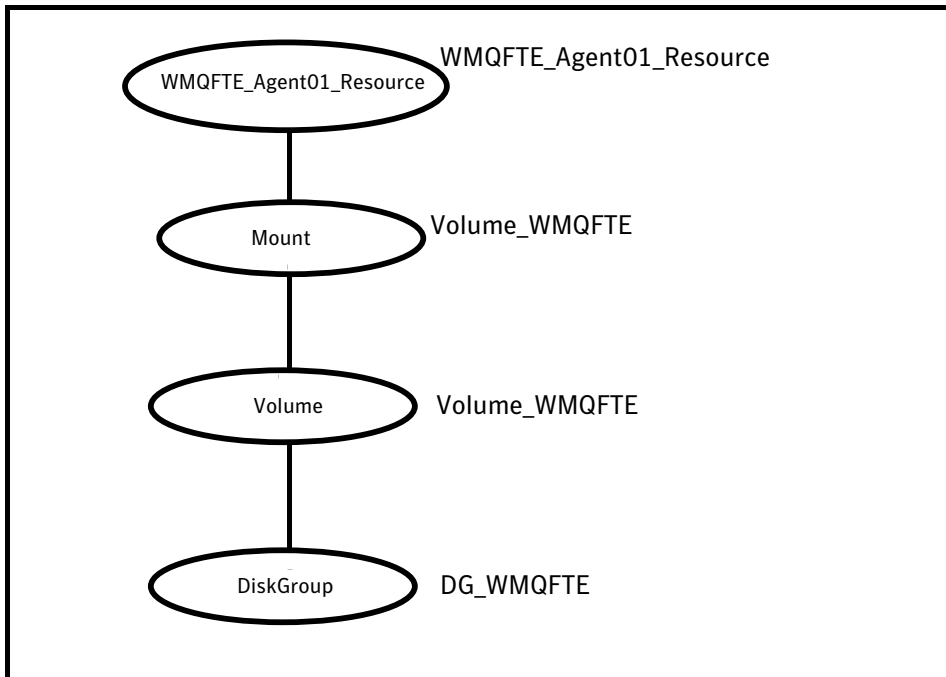 WMQFTE_Agent01_Resource
WMQFTE_Agent01_Resource
Mount
Volume_WMQFTE
Volume
Volume_WMQFTE
DiskGroup
DG_WMQFTE